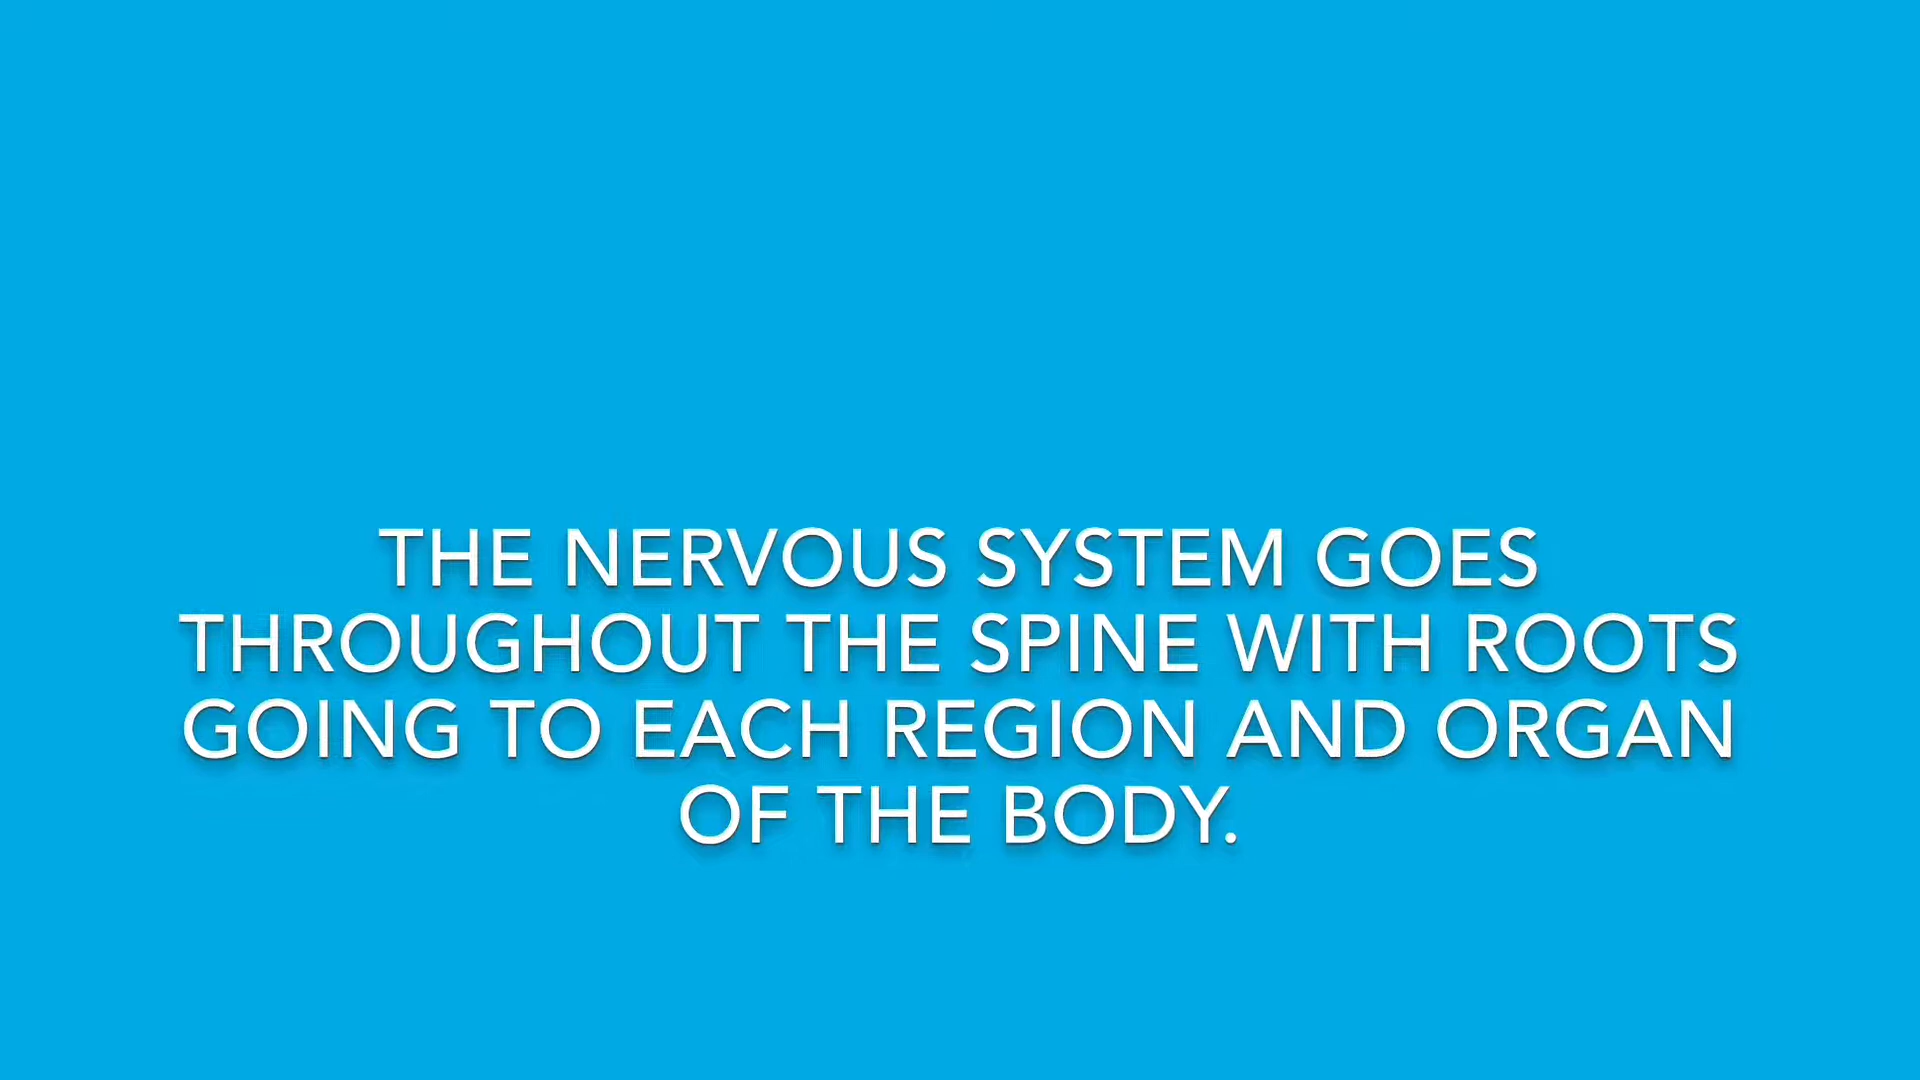 THE NERVOUS SYSTEM GOES
THROUGHOUT THE SPINE WITH ROOTS
GOING TO EACH REGION AND ORGAN
OF THE BODY.